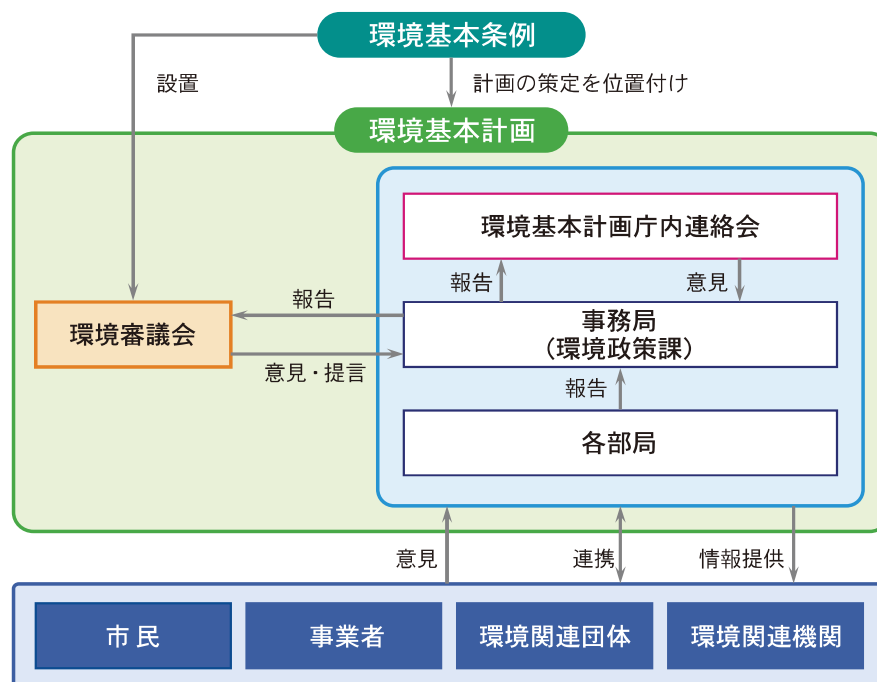 環境基本条例
設置
計画の策定を位置付け
環境基本計画
環境基本計画庁内連絡会
報告
意見
報告
環境審議会
事務局
（環境政策課）
意見・提言
報告
各部局
意見
連携
情報提供
市民
事業者
環境関連団体
環境関連機関